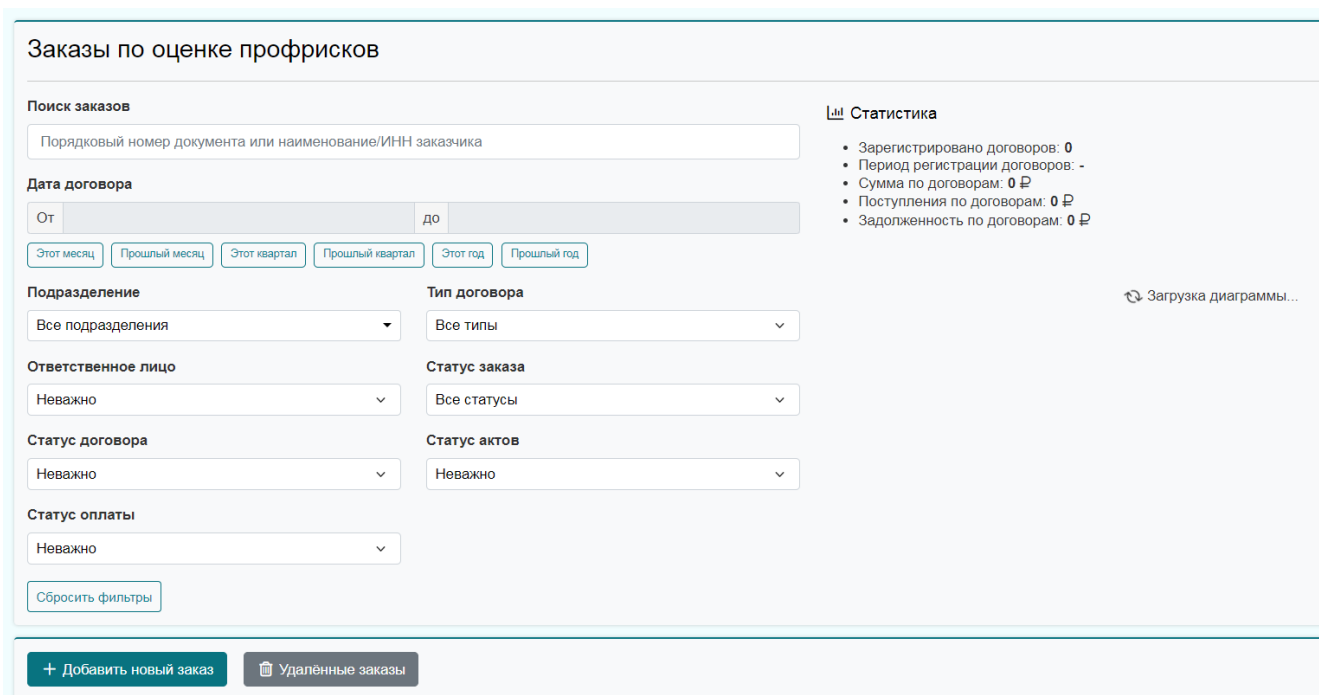 Заказы по оценке профрисков
Поиск заказов
Порядковый номер документа или наименование/ИНН заказчика
Дата договора
От до
Этот месяц Прошлый месяц Этот квартал Прошлый квартал Этот год Прошлый год
Подразделение Тип договора
Все подразделения Все типы
Ответственное лицо Статус заказа
Неважно Все статусы
Статус договора Статус актов
Неважно Неважно
Статус оплаты
Неважно
Сбросить фильтры
Статистика
• Зарегистрировано договоров: 0
• Период регистрации договоров: -
• Сумма по договорам: 0 ₽
• Поступления по договорам: 0 ₽
• Задолженность по договорам: 0 ₽
Загрузка диаграммы...
+ Добавить новый заказ Удалённые заказы